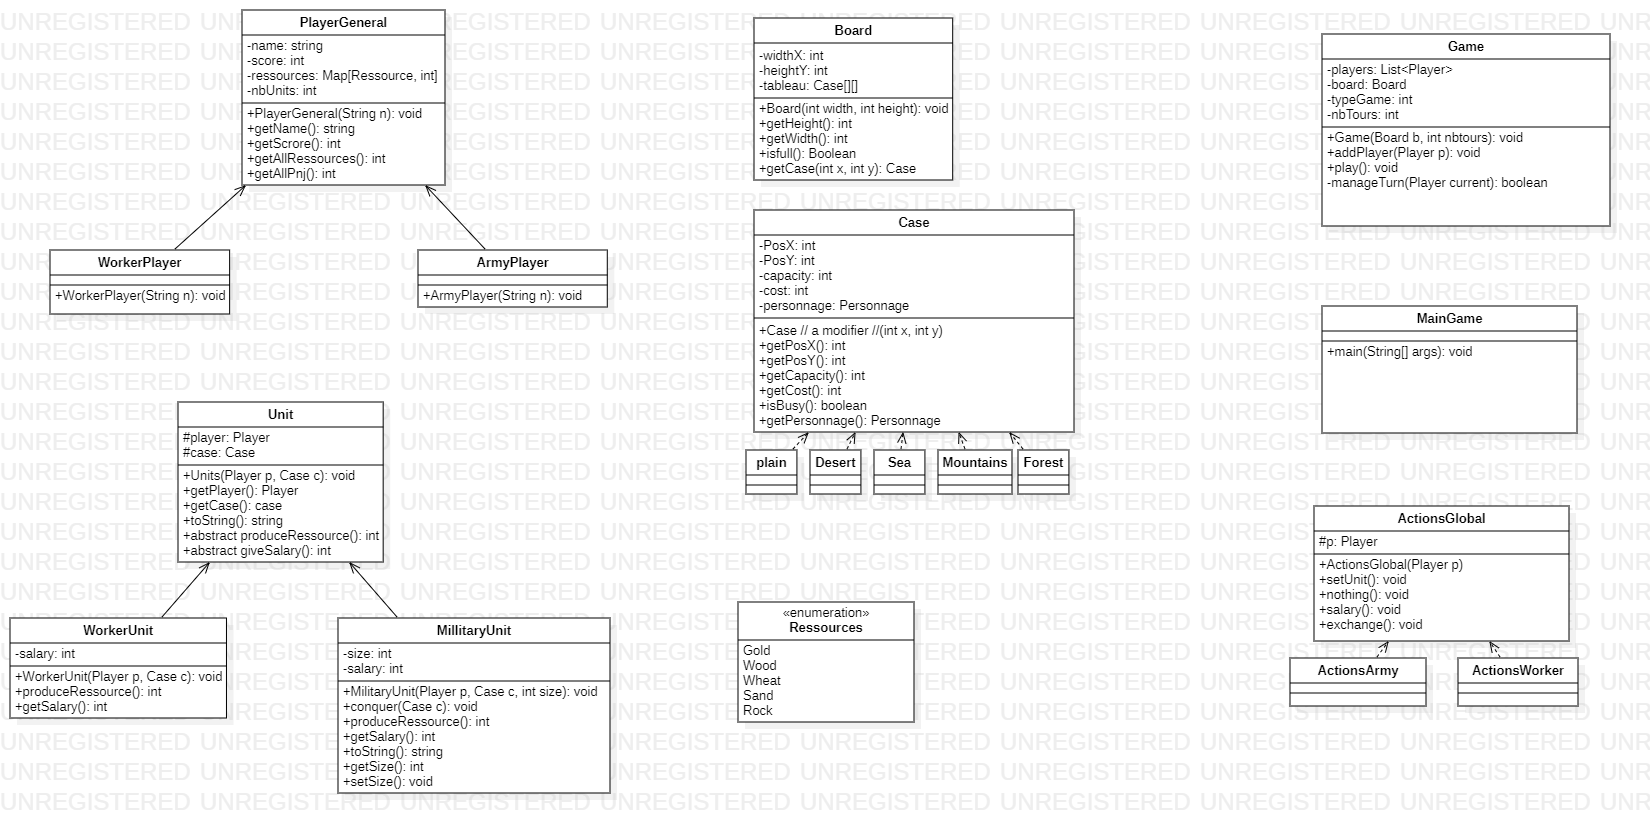 PlayerGeneral
-name: string
-score: int
-ressources: Map[Ressource, int]
-nbUnits: int
+PlayerGeneral(String n): void
+getName(): string
+getScrore(): int
+getAllRessources(): int
+getAllPnj(): int
WorkerPlayer
+WorkerPlayer(String n): void
ArmyPlayer
+ArmyPlayer(String n): void
Unit
#player: Player
#case: Case
+Units(Player p, Case c): void
+getPlayer(): Player
+getCase(): case
+toString(): string
+abstract produceRessource(): int
+abstract giveSalary(): int
WorkerUnit
-salary: int
+WorkerUnit(Player p, Case c): void
+produceRessource(): int
+getSalary(): int
MillitaryUnit
-size: int
-salary: int
+MilitaryUnit(Player p, Case c, int size): void
+conquer(Case c): void
+produceRessource(): int
+getSalary(): int
+toString(): string
+getSize(): int
+setSize(): void
Board
-widthX: int
-heightY: int
-tableau: Case[][]
+Board(int width, int height): void
+getHeight(): int
+getWidth(): int
+isfull(): Boolean
+getCase(int x, int y): Case
Case
-PosX: int
-PosY: int
-capacity: int
-cost: int
-personnage: Personnage
+Case // a modifier //(int x, int y)
+getPosX(): int
+getPosY(): int
+getCapacity(): int
+getCost(): int
+isBusy(): boolean
+getPersonnage(): Personnage
plain
Desert
Sea
Mountains
Forest
«enumeration»
Ressources
Gold
Wood
Wheat
Sand
Rock
Game
-players: List<Player>
-board: Board
-typeGame: int
-nbTours: int
+Game(Board b, int nbtours): void
+addPlayer(Player p): void
+play(): void
-manageTurn(Player current): boolean
MainGame
+main(String[] args): void
ActionsGlobal
#p: Player
+ActionsGlobal(Player p)
+setUnit(): void
+nothing(): void
+salary(): void
+exchange(): void
ActionsArmy
ActionsWorker
UNREGISTERED